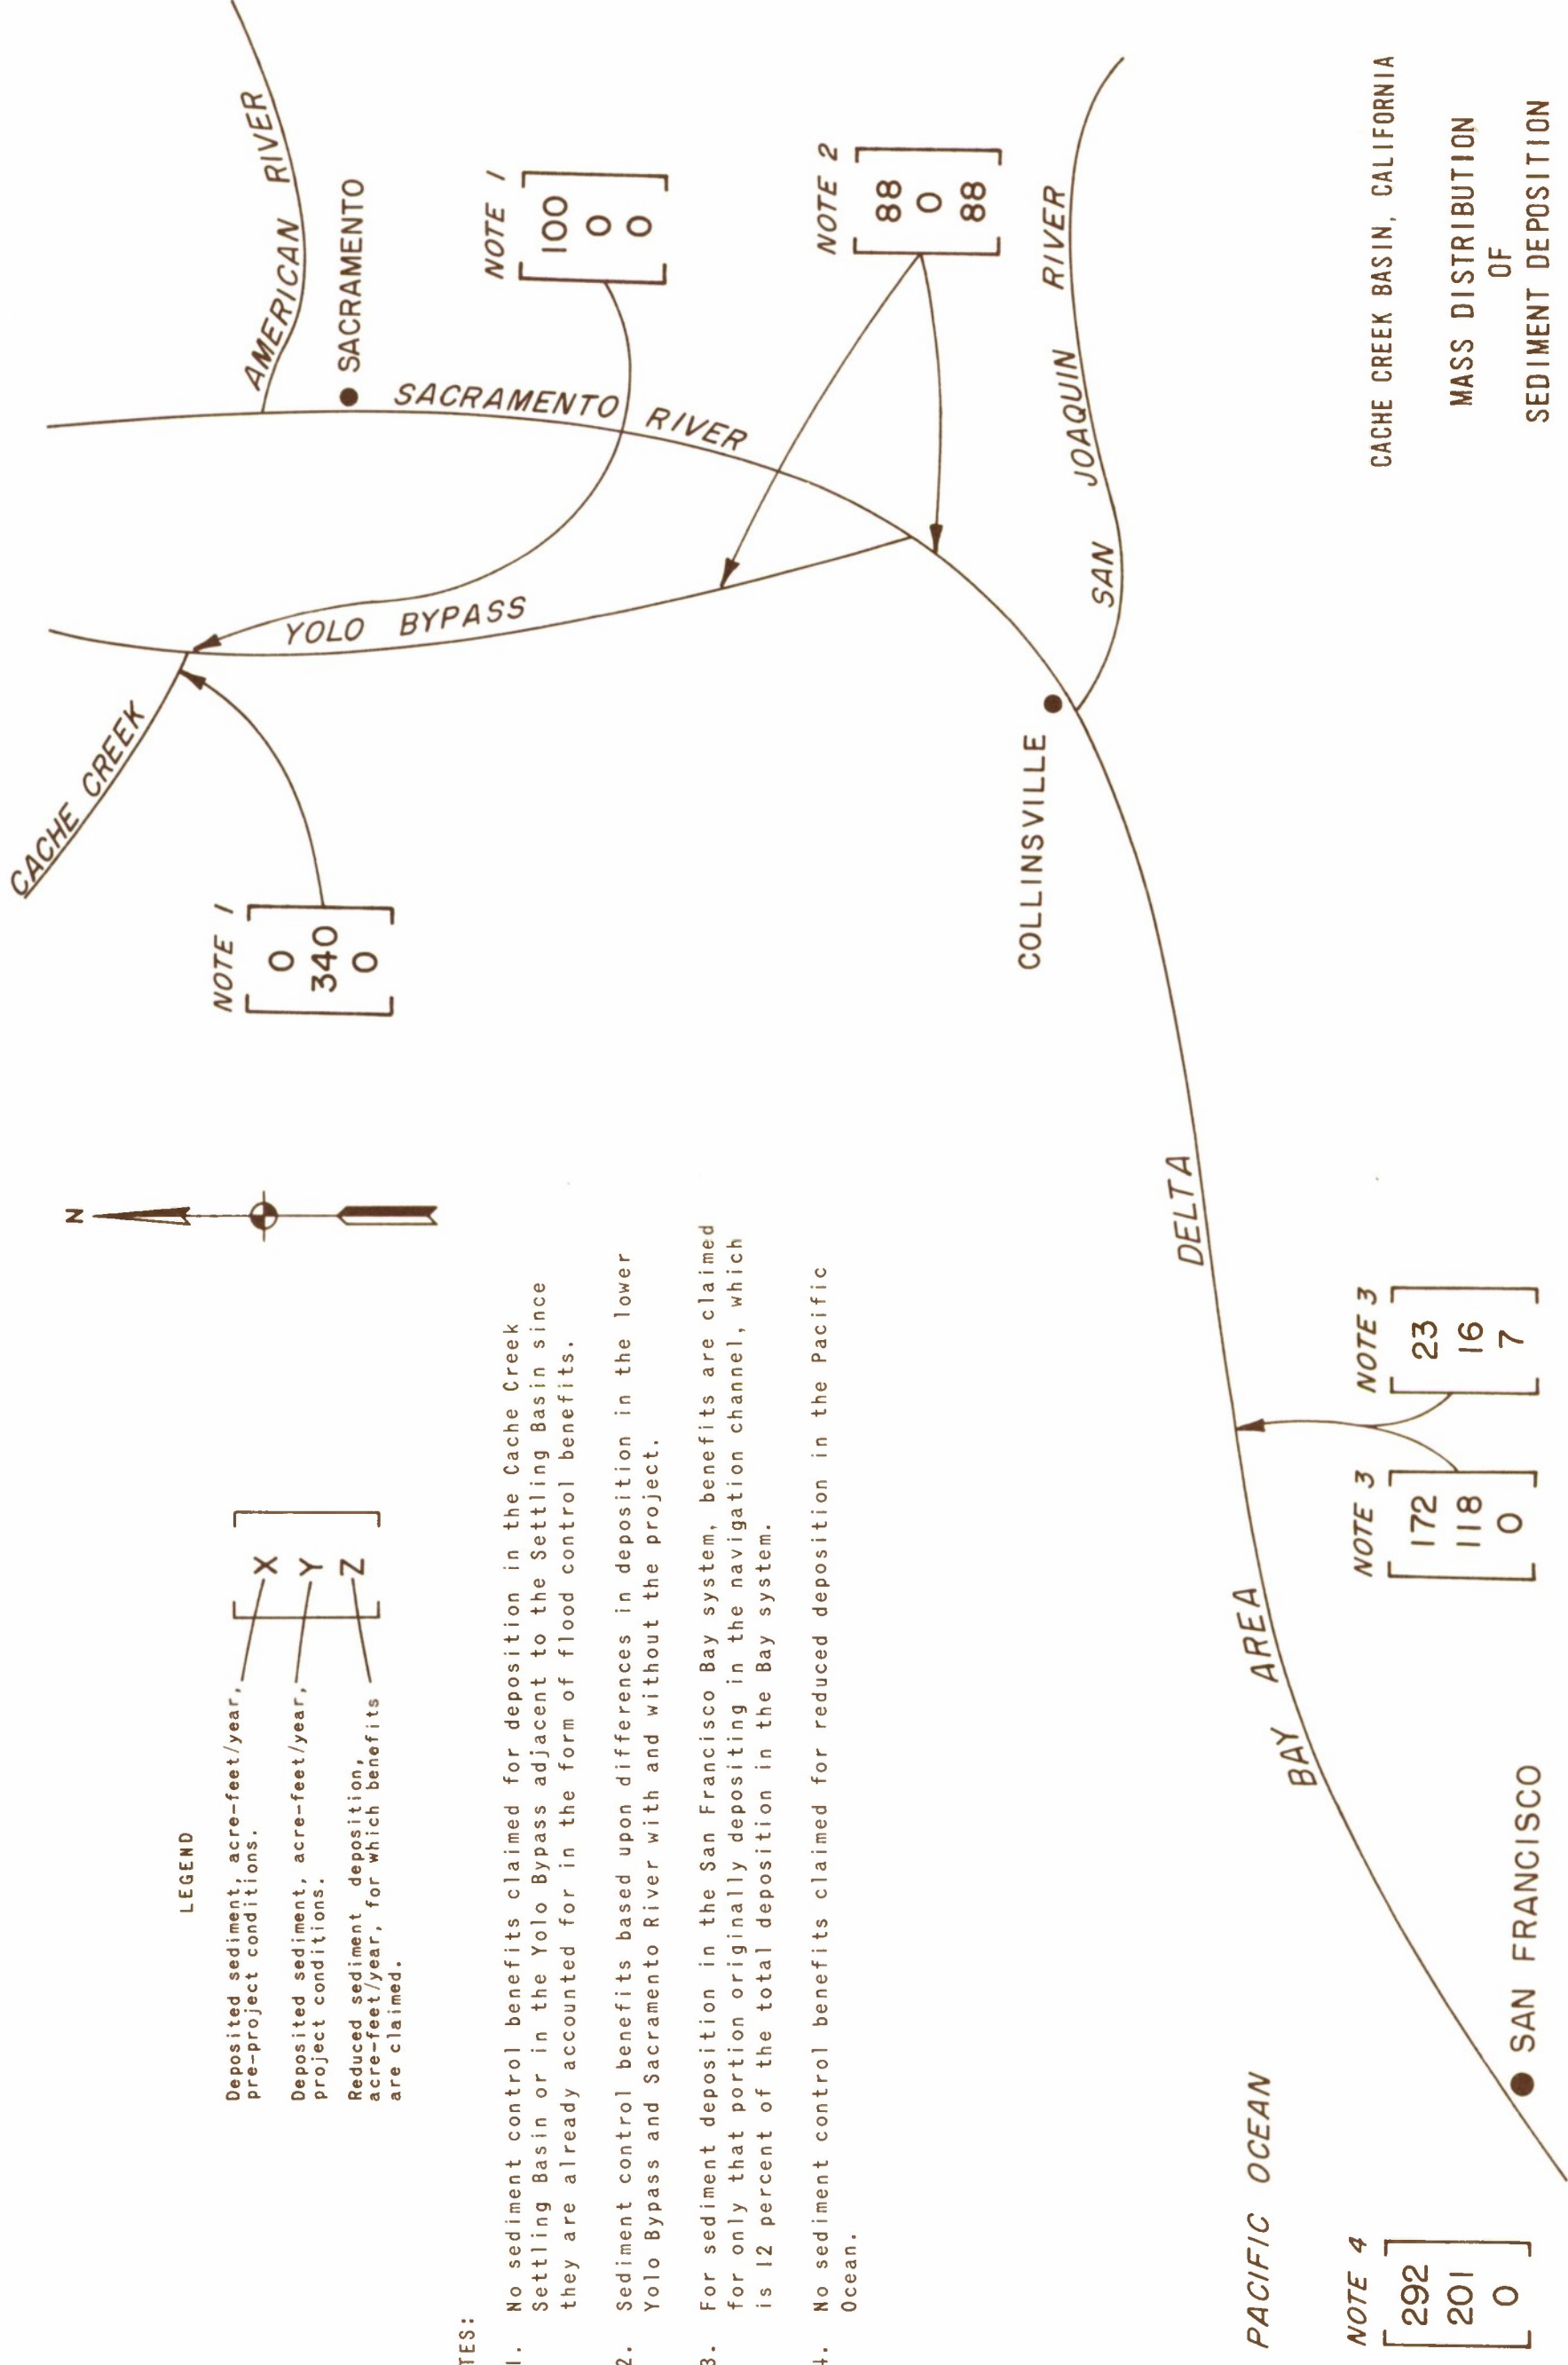 LEGEND
Deposited sediment, acre-feet/year,
pre-project conditions.
Deposited sediment, acre-feet/year,
project conditions.
Reduced sediment deposition,
acre-feet/year, for which benefits
are claimed.
X
Y
Z
N
TES:
1. No sediment control benefits claimed for deposition in the Cache Creek
Settling Basin or in the Yolo Bypass adjacent to the Settling Basin since
they are already accounted for in the form of flood control benefits.
2. Sediment control benefits based upon differences in deposition in the lower
Yolo Bypass and Sacramento River with and without the project.
3. For sediment deposition in the San Francisco Bay system, benefits are claimed
for only that portion originally depositing in the navigation channel, which
is 12 percent of the total deposition in the Bay system.
4. No sediment control benefits claimed for reduced deposition in the Pacific
Ocean.
CACHE CREEK
NOTE 1
0
340
0
YOLO BYPASS
AMERICAN RIVER
SACRAMENTO
SACRAMENTO RIVER
NOTE 1
100
0
0
NOTE 2
88
0
88
SAN JOAQUIN RIVER
COLLINSVILLE
DELTA
BAY AREA
NOTE 3
172
118
0
NOTE 3
23
16
7
PACIFIC OCEAN
SAN FRANCISCO
NOTE 4
292
201
0
CACHE CREEK BASIN, CALIFORNIA
MASS DISTRIBUTION
OF
SEDIMENT DEPOSITION